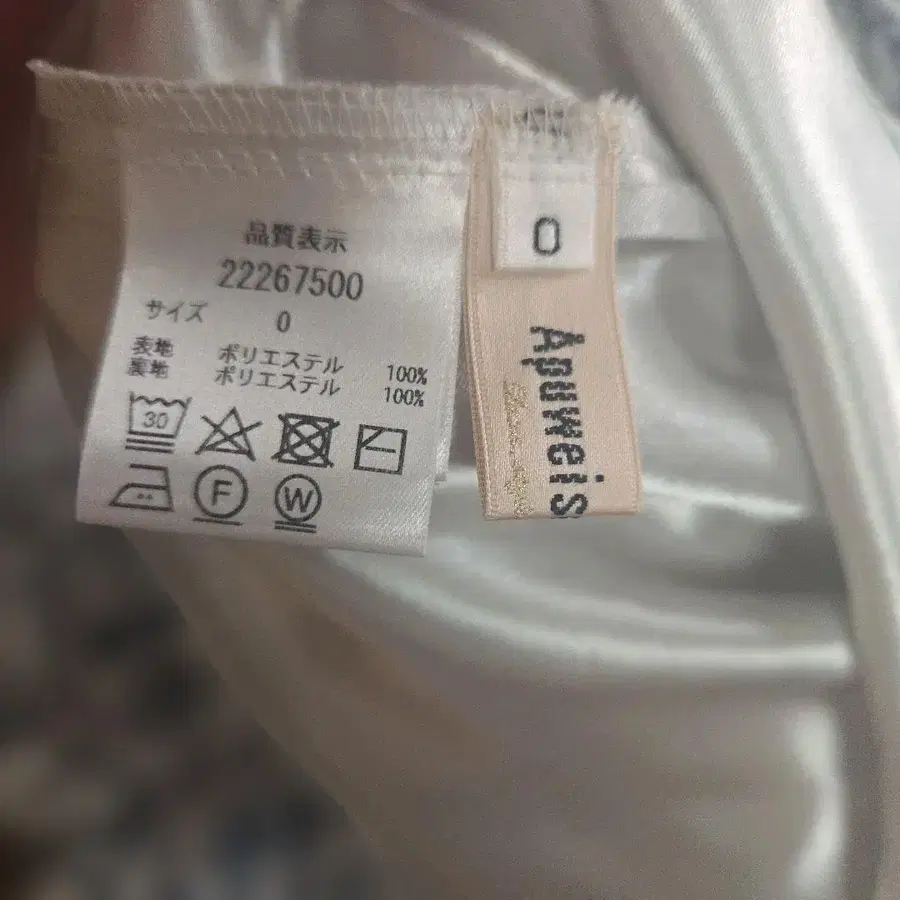 品質表示
22267500
サイズ 0
表地 ポリエステル 100%
裏地 ポリエステル 100%
30
F
W
0
Apuweis